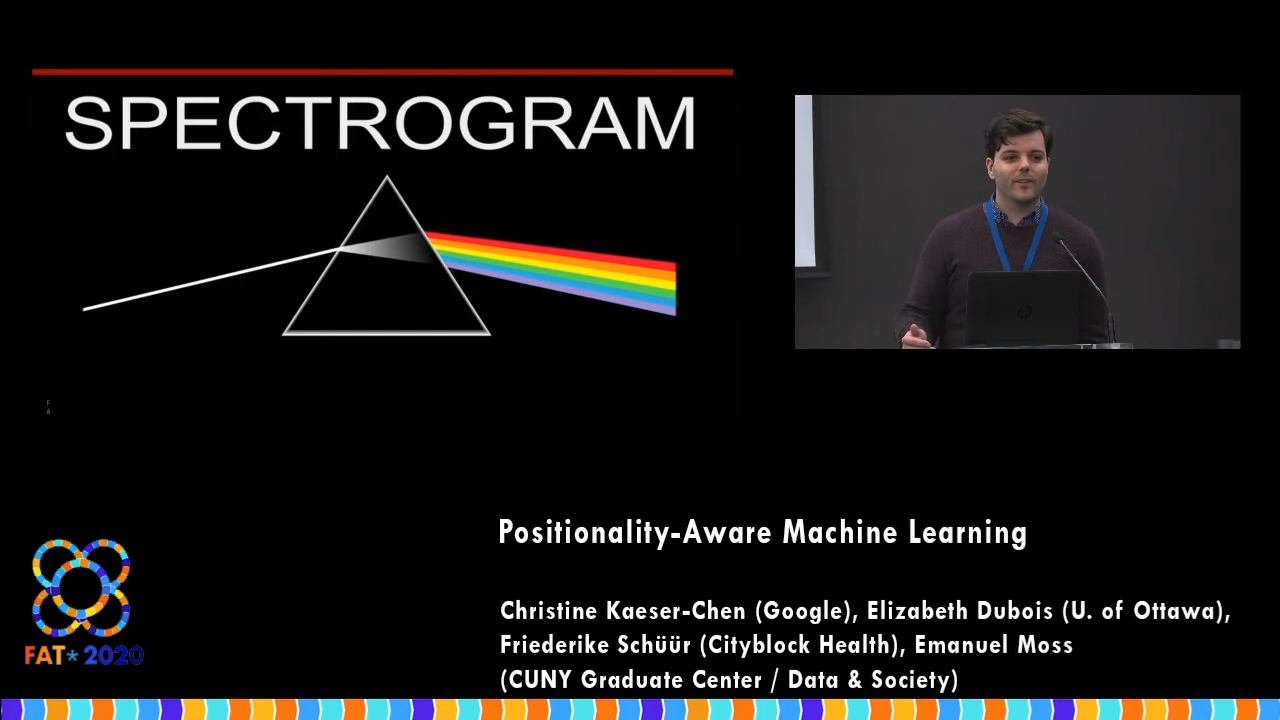 SPECTROGRAM
F
A
Positionality-Aware Machine Learning
Christine Kaeser-Chen (Google), Elizabeth Dubois (U. of Ottawa),
Friederike Schüür (Cityblock Health), Emanuel Moss
(CUNY Graduate Center / Data & Society)
FAT* 2020